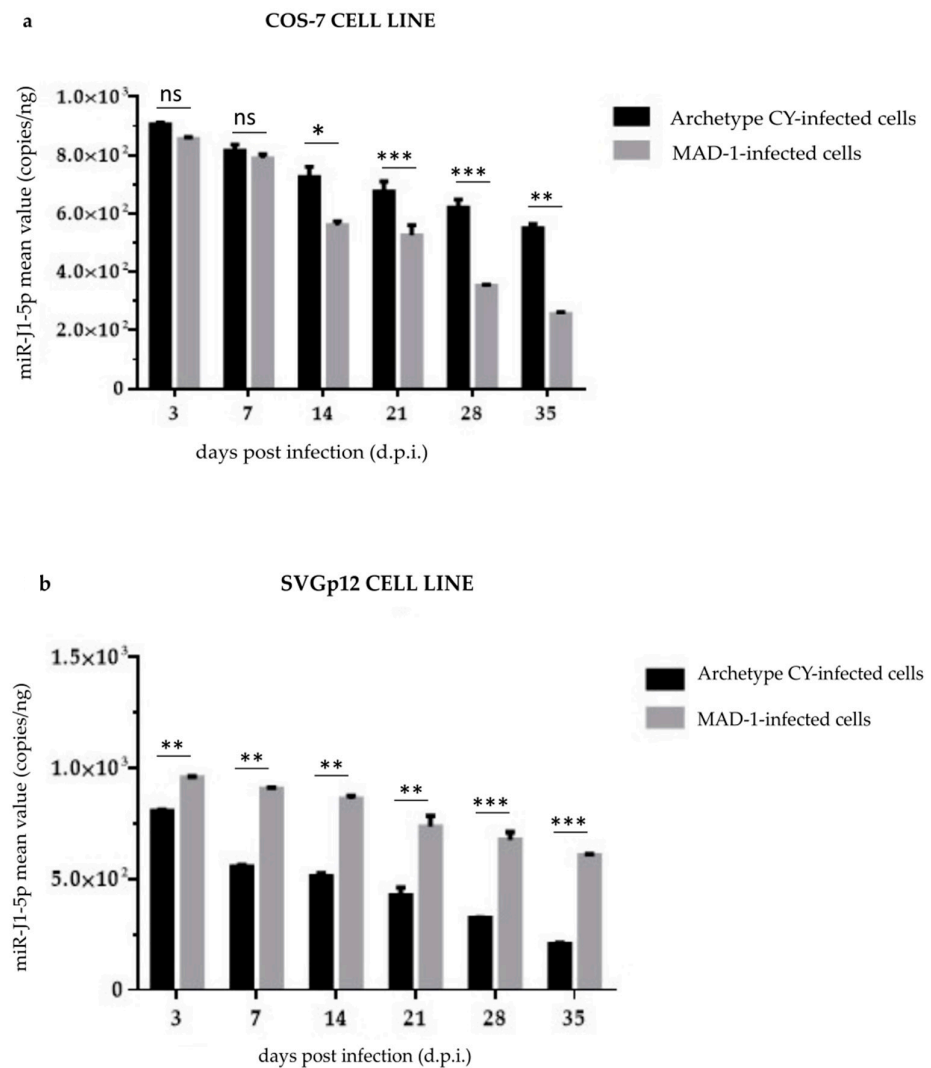 a
COS-7 CELL LINE
miR-J1-5p mean value (copies/ng)
1.0×10³
8.0×10²
6.0×10²
4.0×10²
2.0×10²
0
ns
ns
*
***
***
**
Archetype CY-infected cells
MAD-1-infected cells
3 7 14 21 28 35
days post infection (d.p.i.)
b
SVGp12 CELL LINE
miR-J1-5p mean value (copies/ng)
1.5×10³
1.0×10³
5.0×10²
0
**
**
**
**
***
***
Archetype CY-infected cells
MAD-1-infected cells
3 7 14 21 28 35
days post infection (d.p.i.)